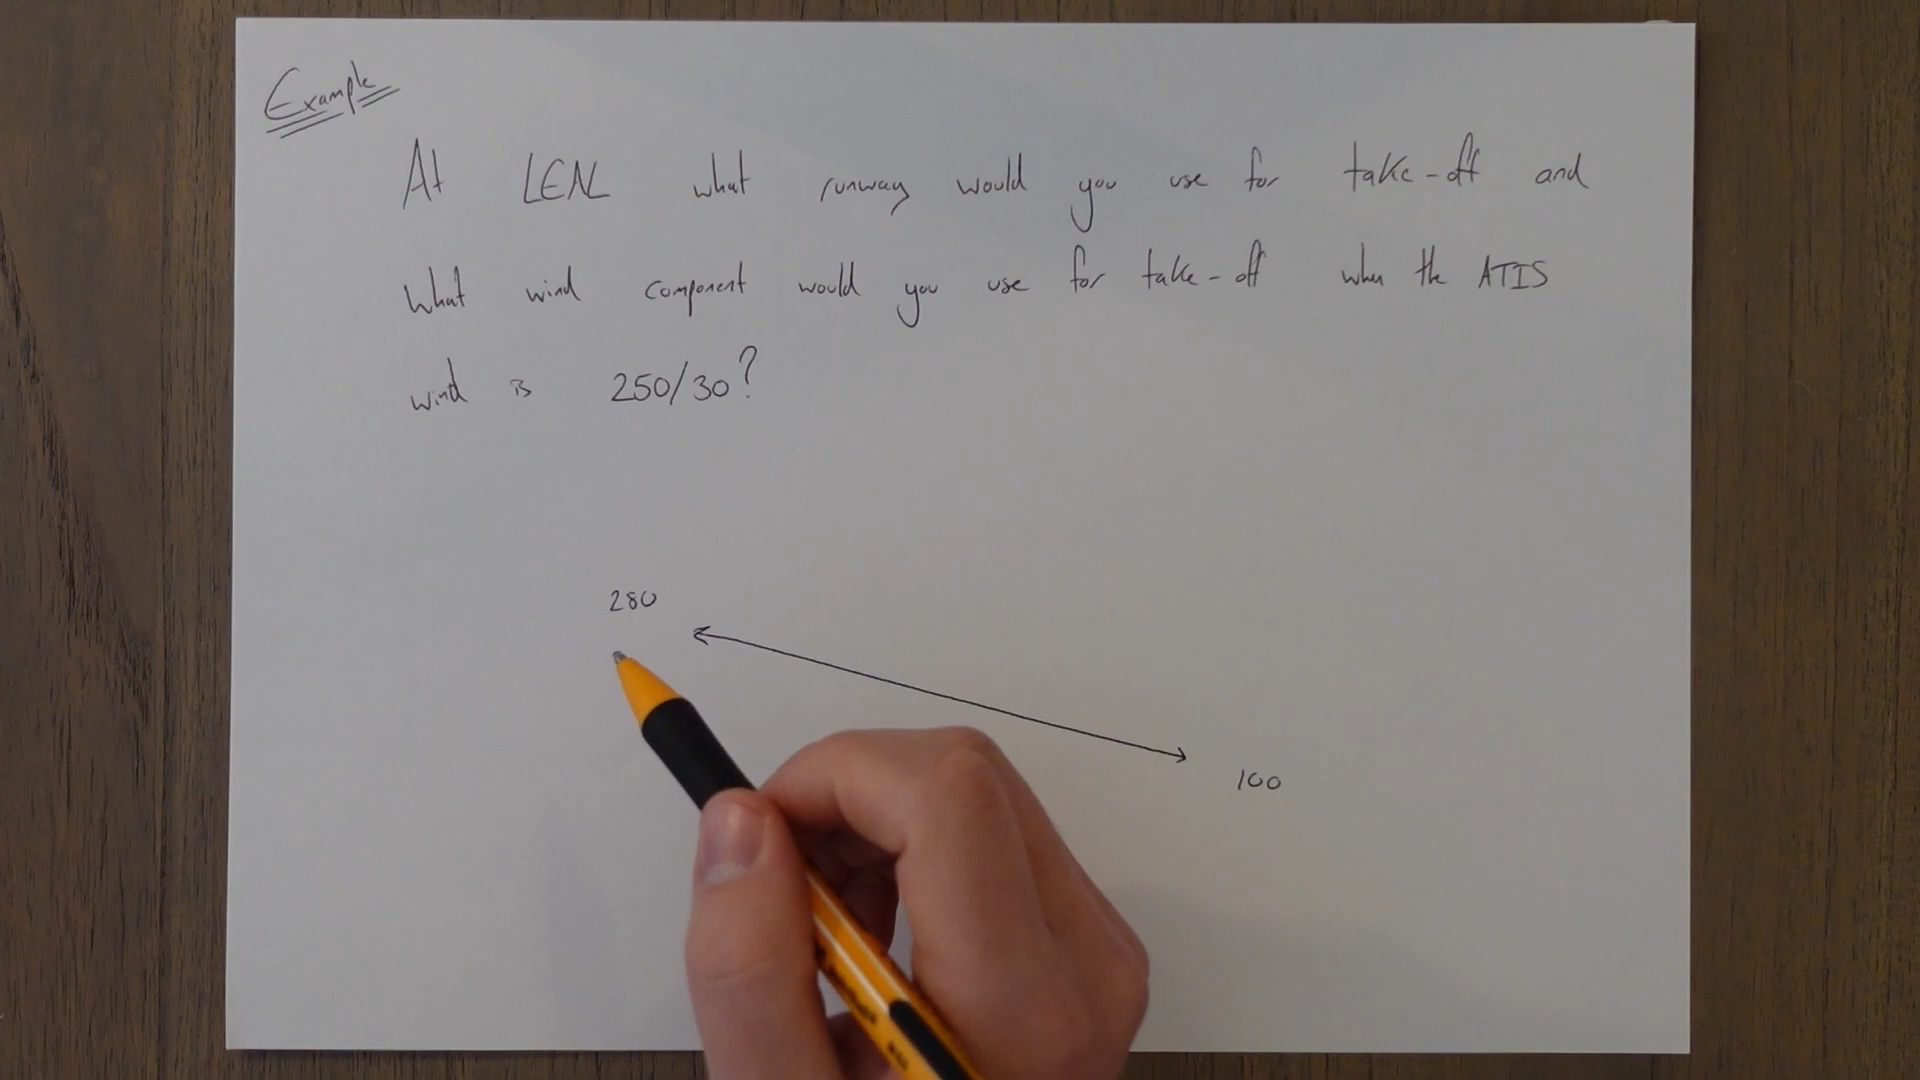 Example
At LEAL what runway would you use for take-off and
what wind component would you use for take-off when the ATIS
wind is 250/30?
280
100